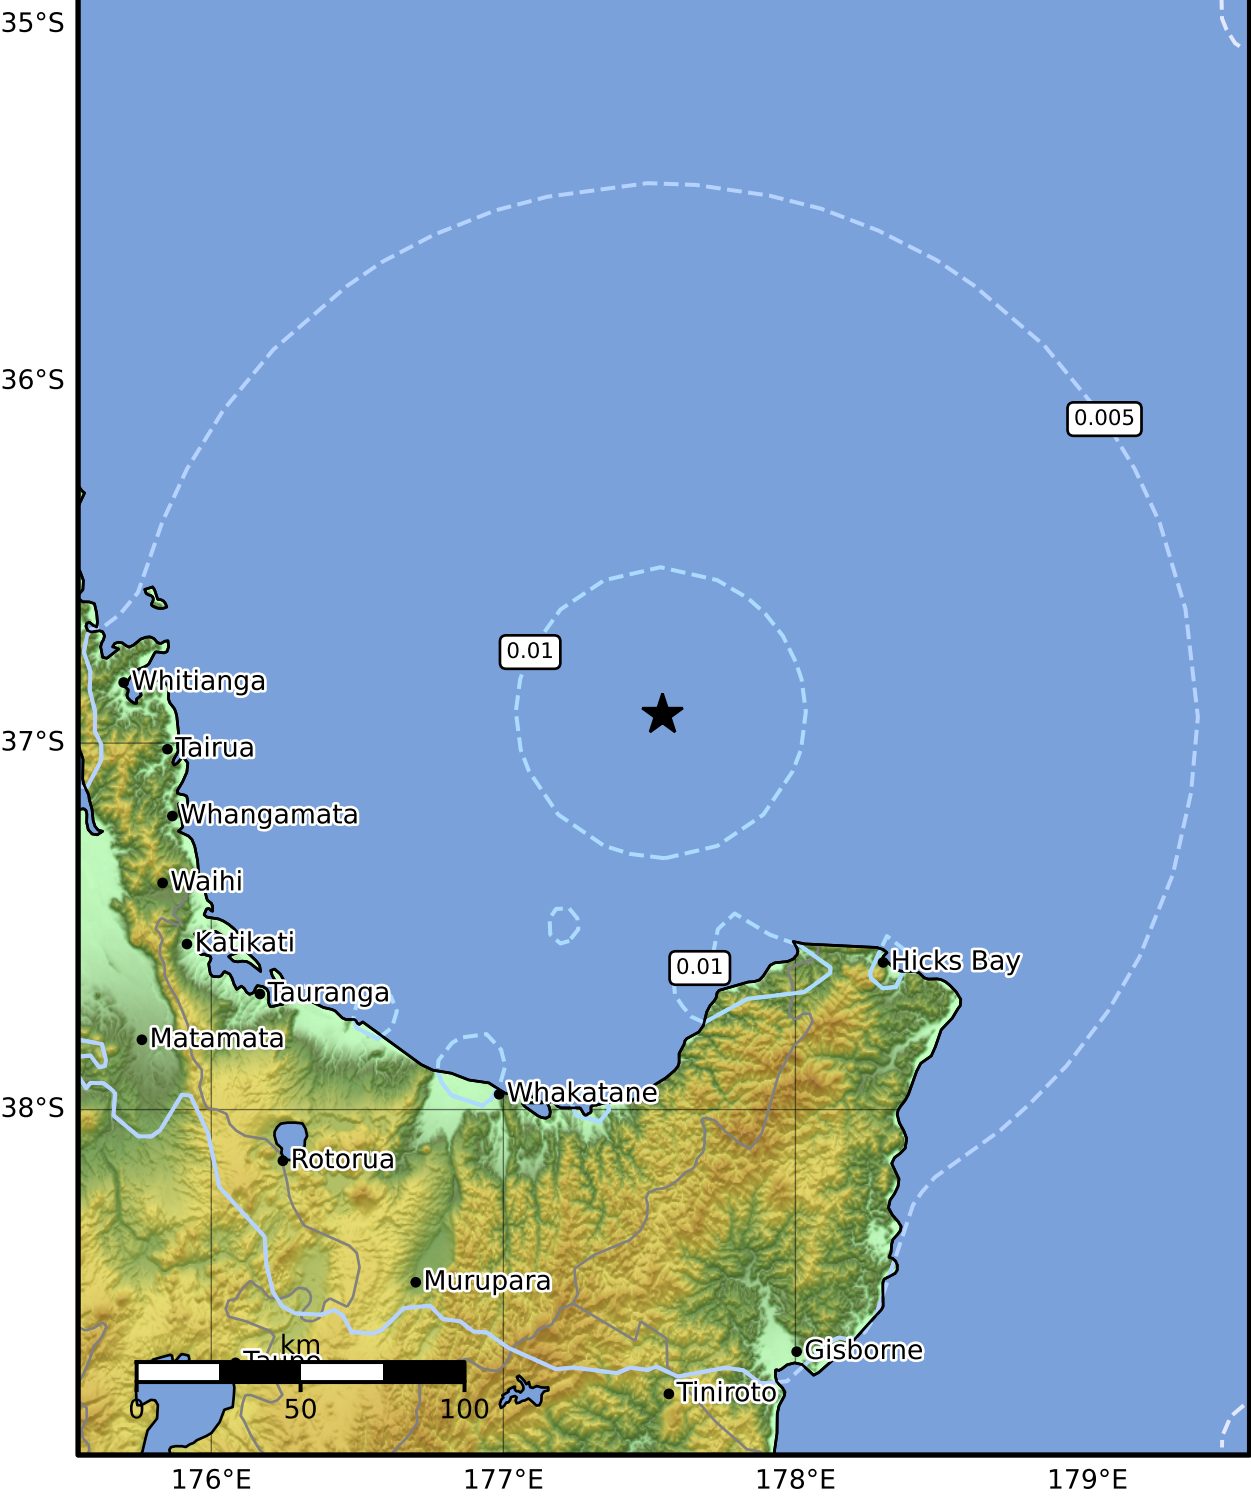 35°S
36°S
0.005
0.01
Whitianga
37°S
Tairua
Whangamata
Waihi
Katikati
Hicks Bay
0.01
Tauranga
Matamata
Whakatane
38°S
Rotorua
Murupara
km
Taupo
Gisborne
Tiniroto
0 50 100
176°E 177°E 178°E 179°E